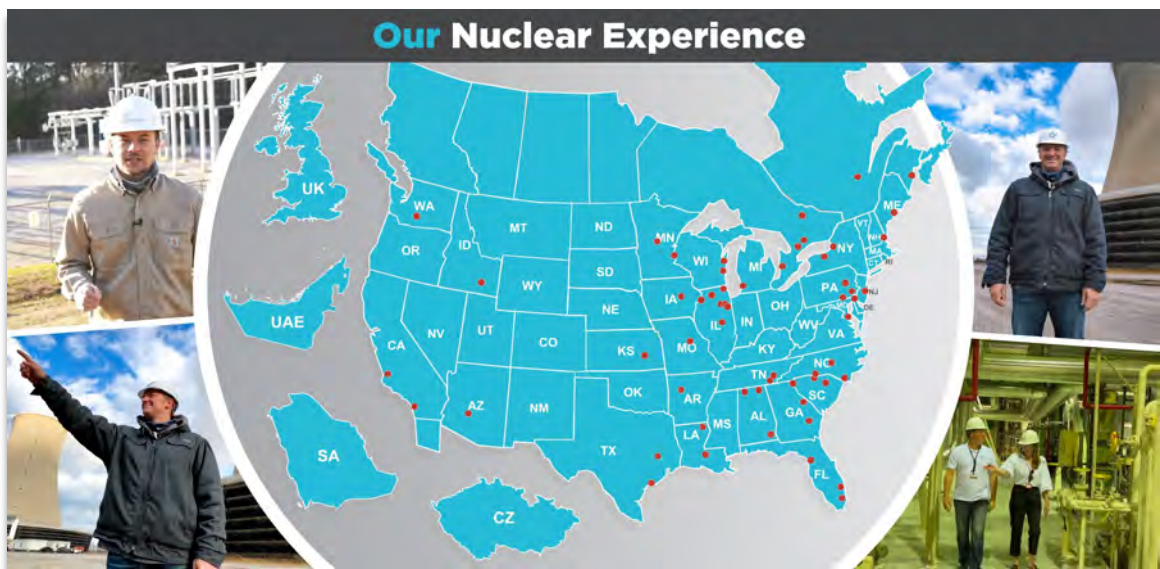 Our Nuclear Experience
UK
UAE
SA
CZ
WA
OR
CA
NV
ID
MT
WY
UT
AZ
CO
NM
ND
SD
NE
KS
OK
TX
MN
IA
MO
AR
LA
WI
IL
MI
IN
OH
KY
TN
MS
AL
GA
FL
SC
NC
VA
WV
PA
NY
VT
NH
ME
MA
CT
RI
NJ
DE